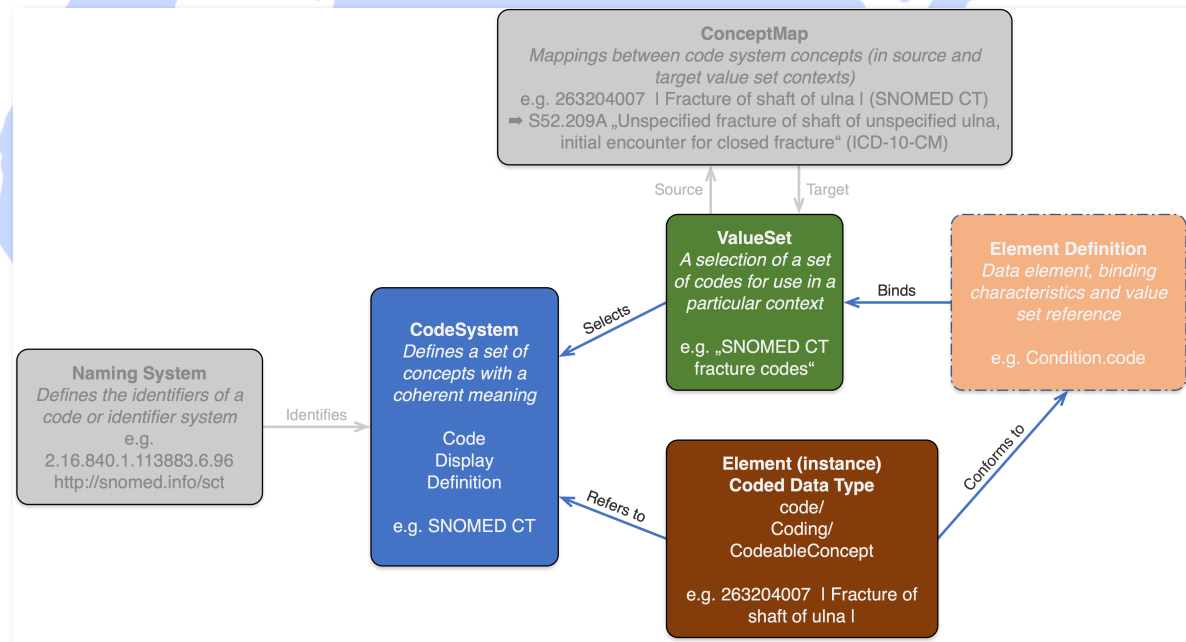 ConceptMap
Mappings between code system concepts (in source and
target value set contexts)
e.g. 263204007 | Fracture of shaft of ulna | (SNOMED CT)
➡ S52.209A „Unspecified fracture of shaft of unspecified ulna,
initial encounter for closed fracture“ (ICD-10-CM)
Source
Target
ValueSet
A selection of a set
of codes for use in a
particular context
e.g. „SNOMED CT
fracture codes“
Binds
Element Definition
Data element, binding
characteristics and value
set reference
e.g. Condition.code
Selects
CodeSystem
Defines a set of
concepts with a
coherent meaning
Code
Display
Definition
e.g. SNOMED CT
Naming System
Defines the identifiers of a
code or identifier system
e.g.
2.16.840.1.113883.6.96
http://snomed.info/sct
Identifies
Refers to
Element (instance)
Coded Data Type
code/
Coding/
CodeableConcept
e.g. 263204007 | Fracture of
shaft of ulna |
Conforms to